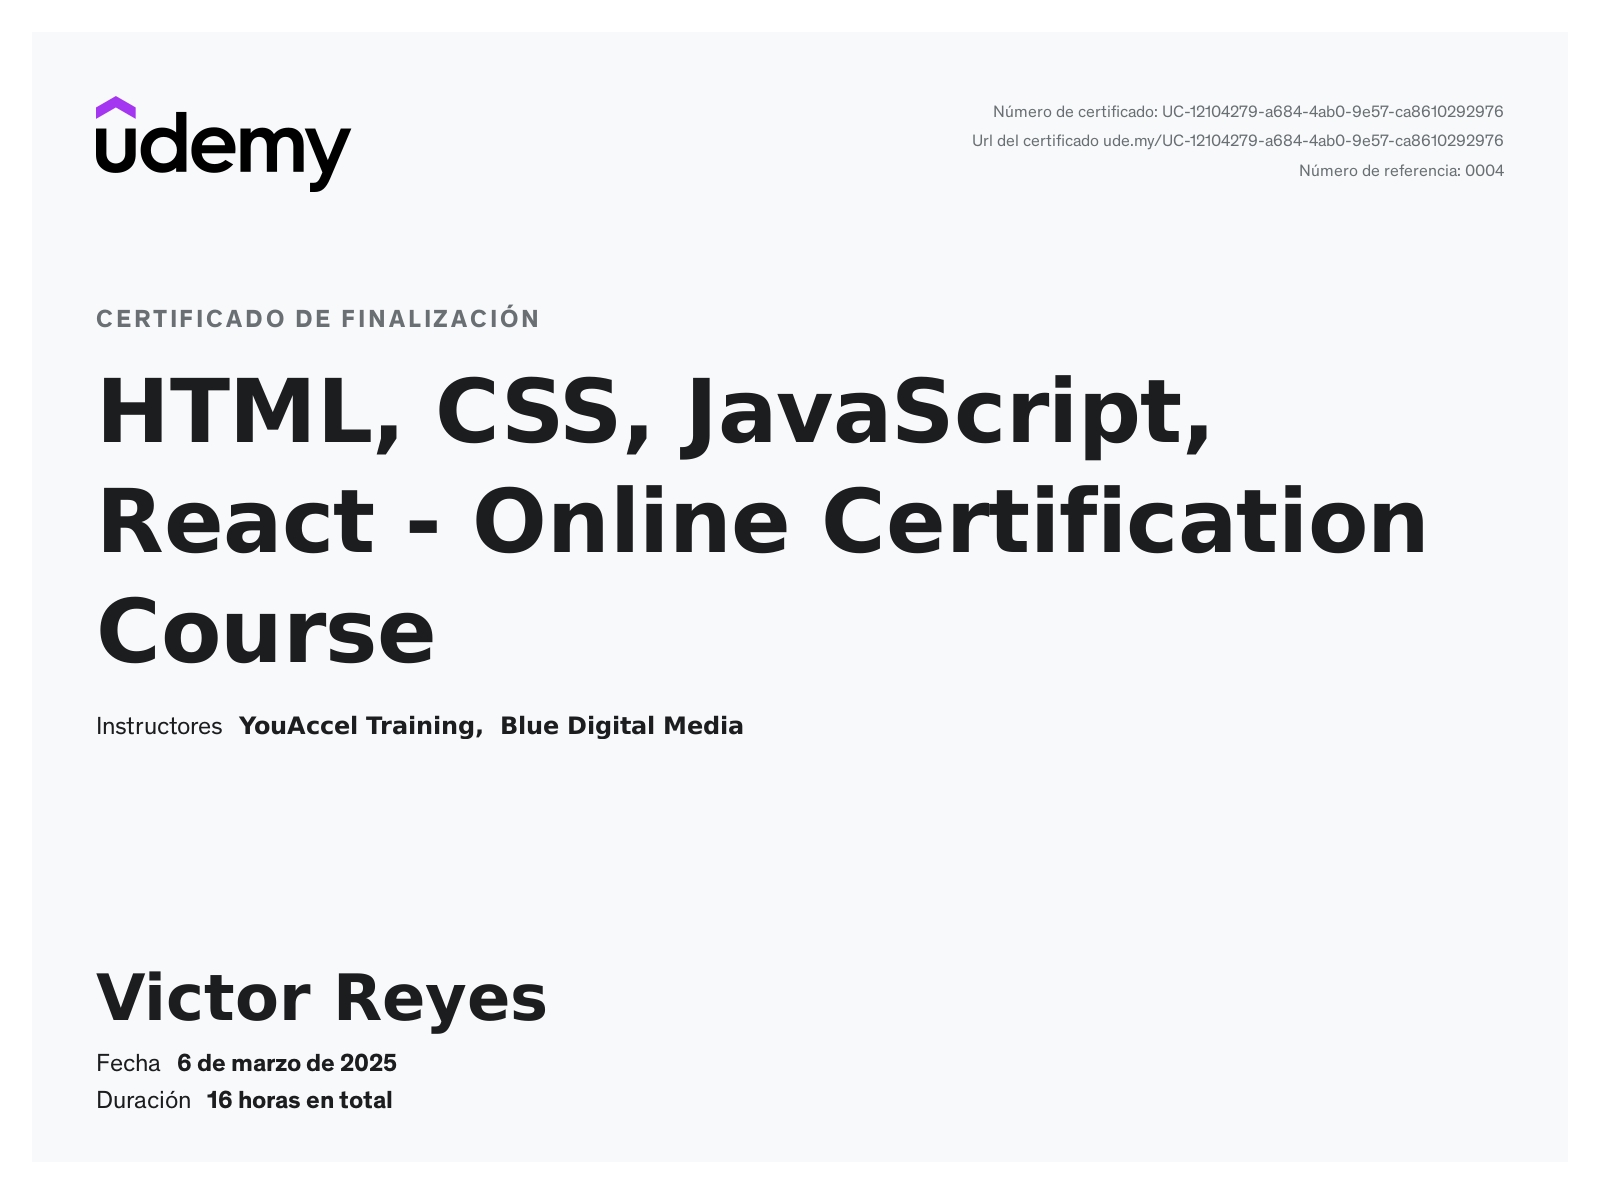 udemy
Número de certificado: UC-12104279-a684-4ab0-9e57-ca8610292976
Url del certificado ude.my/UC-12104279-a684-4ab0-9e57-ca8610292976
Número de referencia: 0004
CERTIFICADO DE FINALIZACIÓN
HTML, CSS, JavaScript,
React - Online Certification
Course
Instructores YouAccel Training, Blue Digital Media
Victor Reyes
Fecha 6 de marzo de 2025
Duración 16 horas en total